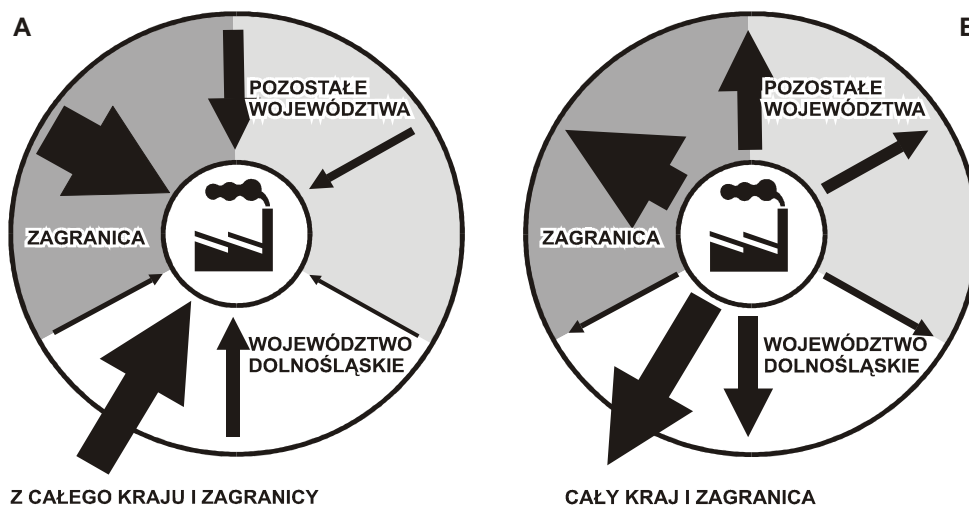 A
POZOSTAŁE
WOJEWÓDZTWA
ZAGRANICA
WOJEWÓDZTWO
DOLNOŚLĄSKIE
Z CAŁEGO KRAJU I ZAGRANICY
POZOSTAŁE
WOJEWÓDZTWA
ZAGRANICA
WOJEWÓDZTWO
DOLNOŚLĄSKIE
CAŁY KRAJ I ZAGRANICA